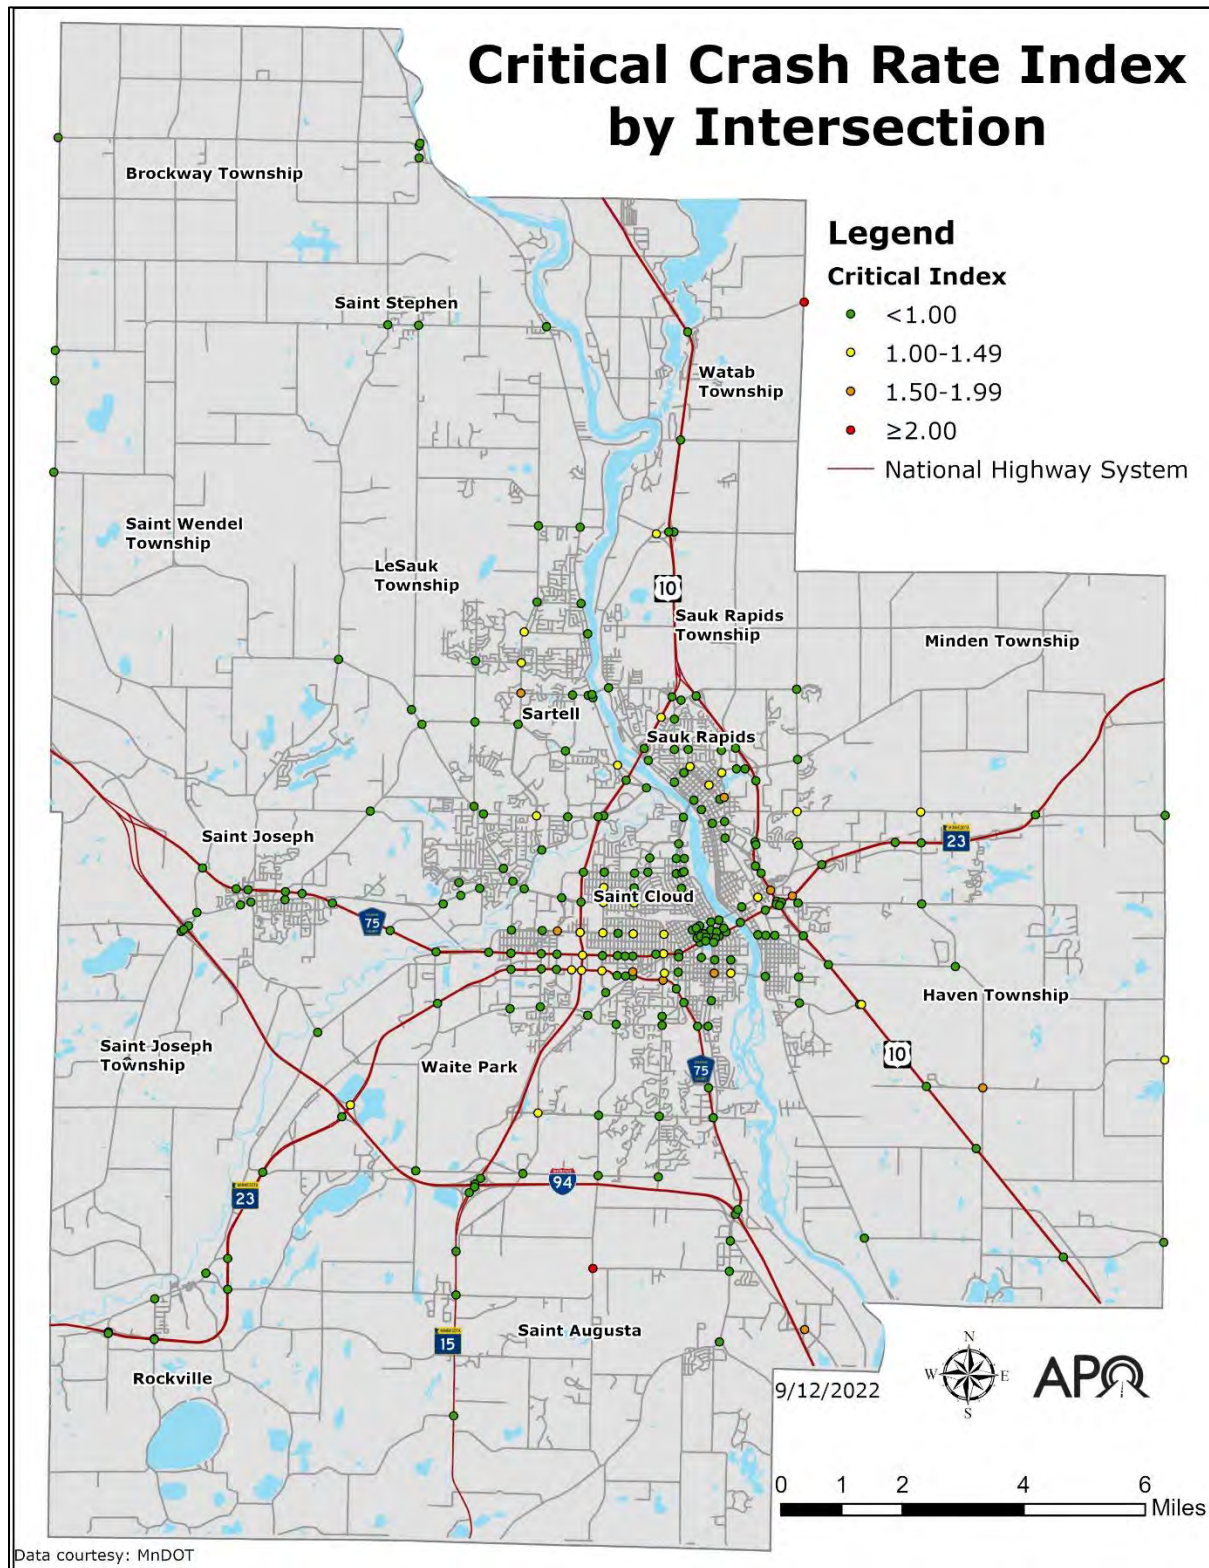 Critical Crash Rate Index
by Intersection
Brockway Township
Legend
Critical Index
<1.00
1.00-1.49
1.50-1.99
≥2.00
National Highway System
Saint Stephen
Watab
Township
Saint Wendel
Township
LeSauk
Township
10
Sauk Rapids
Township
Minden Township
Sartell
Sauk Rapids
Saint Joseph
MINNESOTA
23
Saint Cloud
75
Haven Township
Saint Joseph
Township
Waite Park
75
10
MINNESOTA
23
94
Saint Augusta
MINNESOTA
15
Rockville
N
W
E
S
APO
9/12/2022
0 1 2 4 6
Miles
Data courtesy: MnDOT